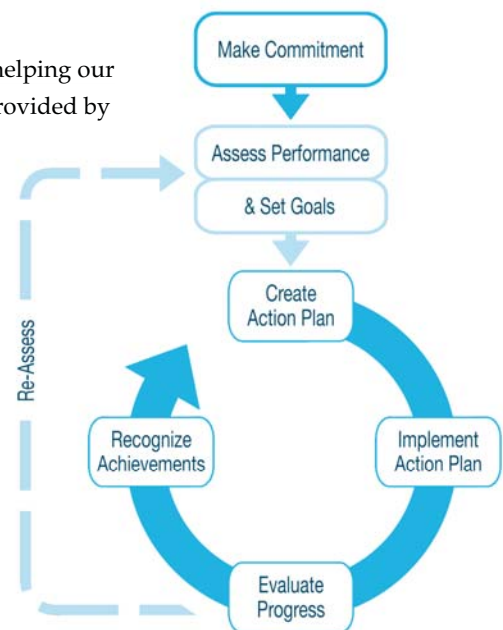 helping our
rovided by
Make Commitment
Assess Performance
& Set Goals
Create
Action Plan
Implement
Action Plan
Evaluate
Progress
Recognize
Achievements
Re-Assess